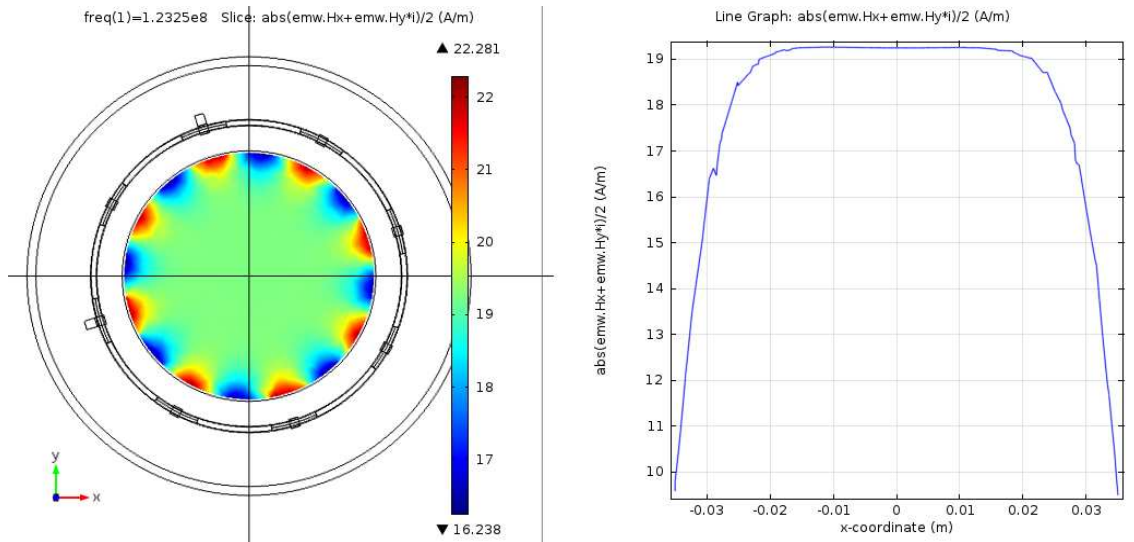 freq(1)=1.2325e8   Slice: abs(emw.Hx+emw.Hy*i)/2 (A/m)
▲ 22.281
22
21
20
19
18
17
▼ 16.238
y
x
Line Graph: abs(emw.Hx+emw.Hy*i)/2 (A/m)
abs(emw.Hx+emw.Hy*i)/2 (A/m)
19
18
17
16
15
14
13
12
11
10
-0.03 -0.02 -0.01 0 0.01 0.02 0.03
x-coordinate (m)